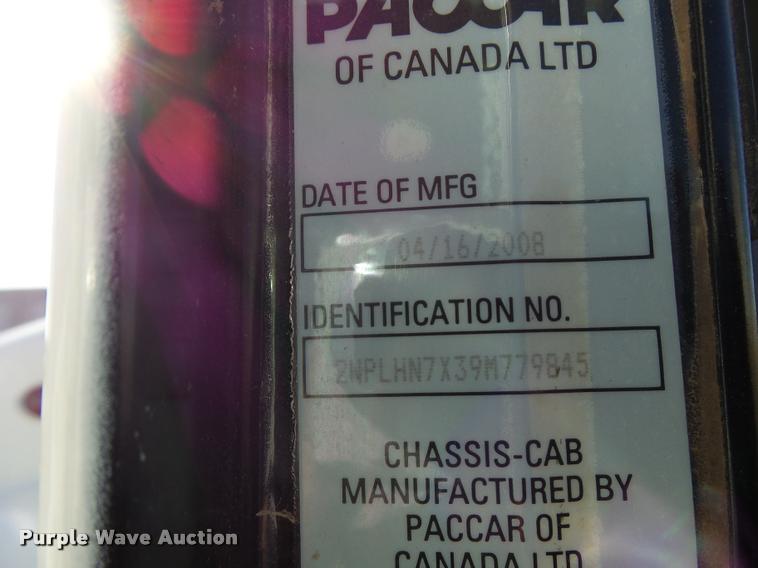 PACCAR
OF CANADA LTD
DATE OF MFG
04/16/2008
IDENTIFICATION NO.
2NPLHN7X39M779845
CHASSIS-CAB
MANUFACTURED BY
PACCAR OF
CANADA LTD
Purple Wave Auction